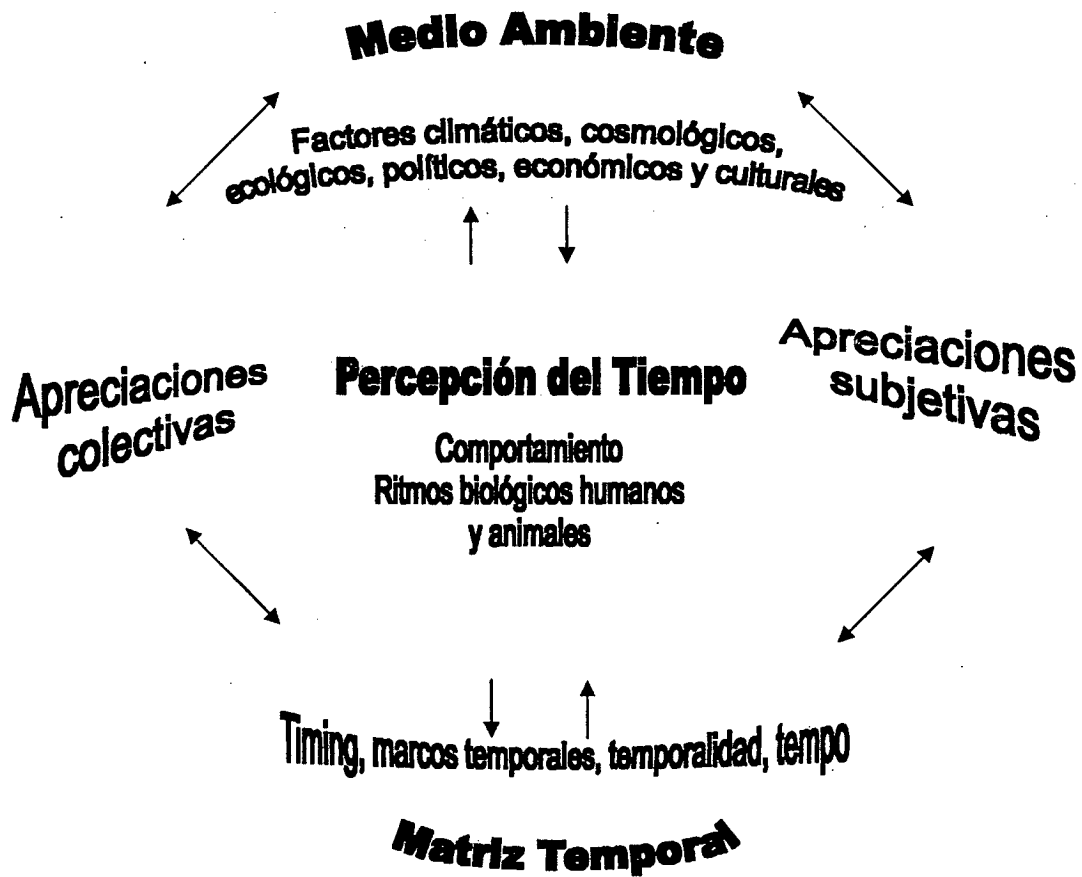 Medio Ambiente
Factores climáticos, cosmológicos,
ecológicos, políticos, económicos y culturales
Apreciaciones
colectivas
Percepción del Tiempo
Comportamiento
Ritmos biológicos humanos
y animales
Apreciaciones
subjetivas
Timing, marcos temporales, temporalidad, tempo
Matriz Temporal